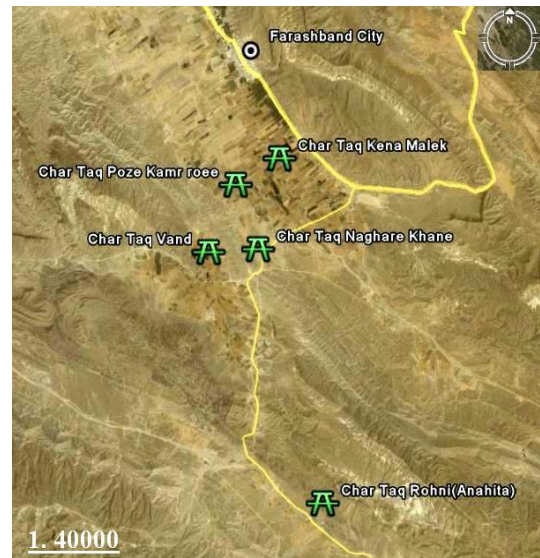 N
Farashband City
Char Taq Kena Malek
Char Taq Poze Kamr roee
Char Taq Vand
Char Taq Naghare Khane
Char Taq Rohni(Anahita)
1. 40000